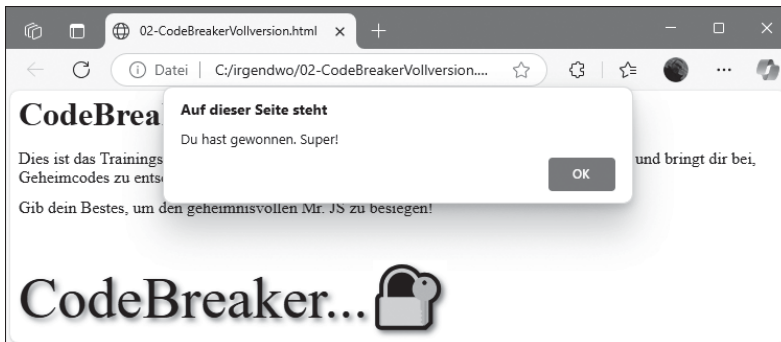 02-CodeBreakerVollversion.html
Datei
C:/irgendwo/02-CodeBreakerVollversion....
CodeBrea
Auf dieser Seite steht
Du hast gewonnen. Super!
OK
Dies ist das Trainings
und bringt dir bei,
Geheimcodes zu ents
Gib dein Bestes, um den geheimnisvollen Mr. JS zu besiegen!
CodeBreaker...